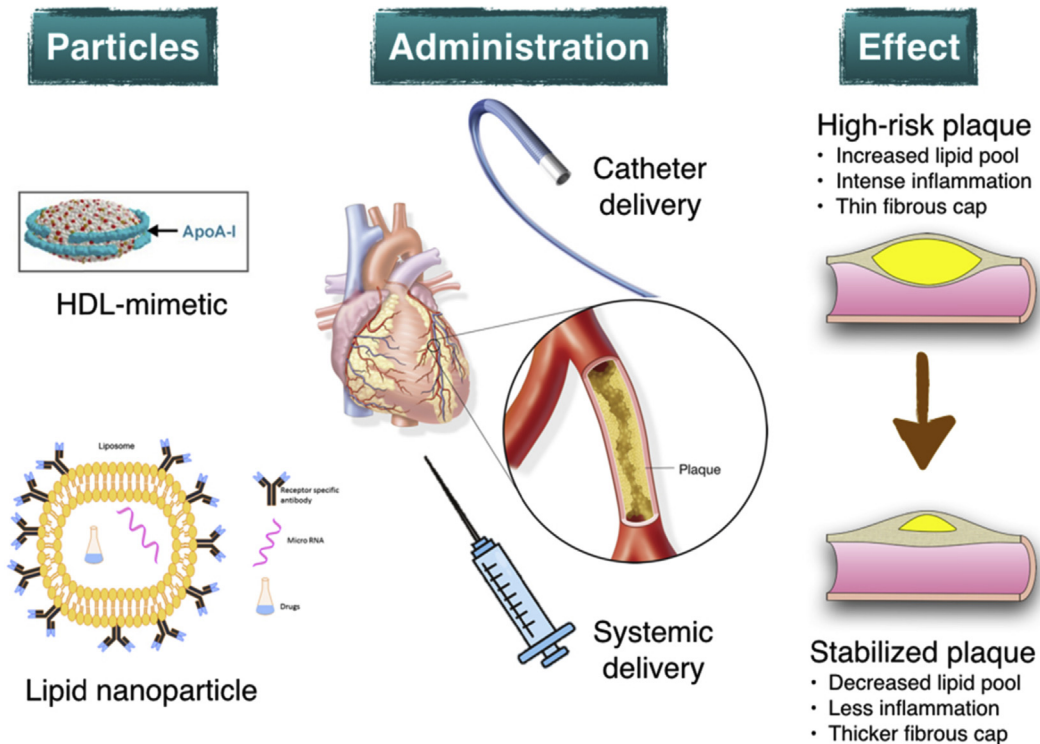 Particles
Administration
Effect
ApoA-I
HDL-mimetic
Liposome
Receptor specific
antibody
Micro RNA
Drugs
Lipid nanoparticle
Catheter
delivery
Plaque
Systemic
delivery
High-risk plaque
• Increased lipid pool
• Intense inflammation
• Thin fibrous cap
Stabilized plaque
• Decreased lipid pool
• Less inflammation
• Thicker fibrous cap